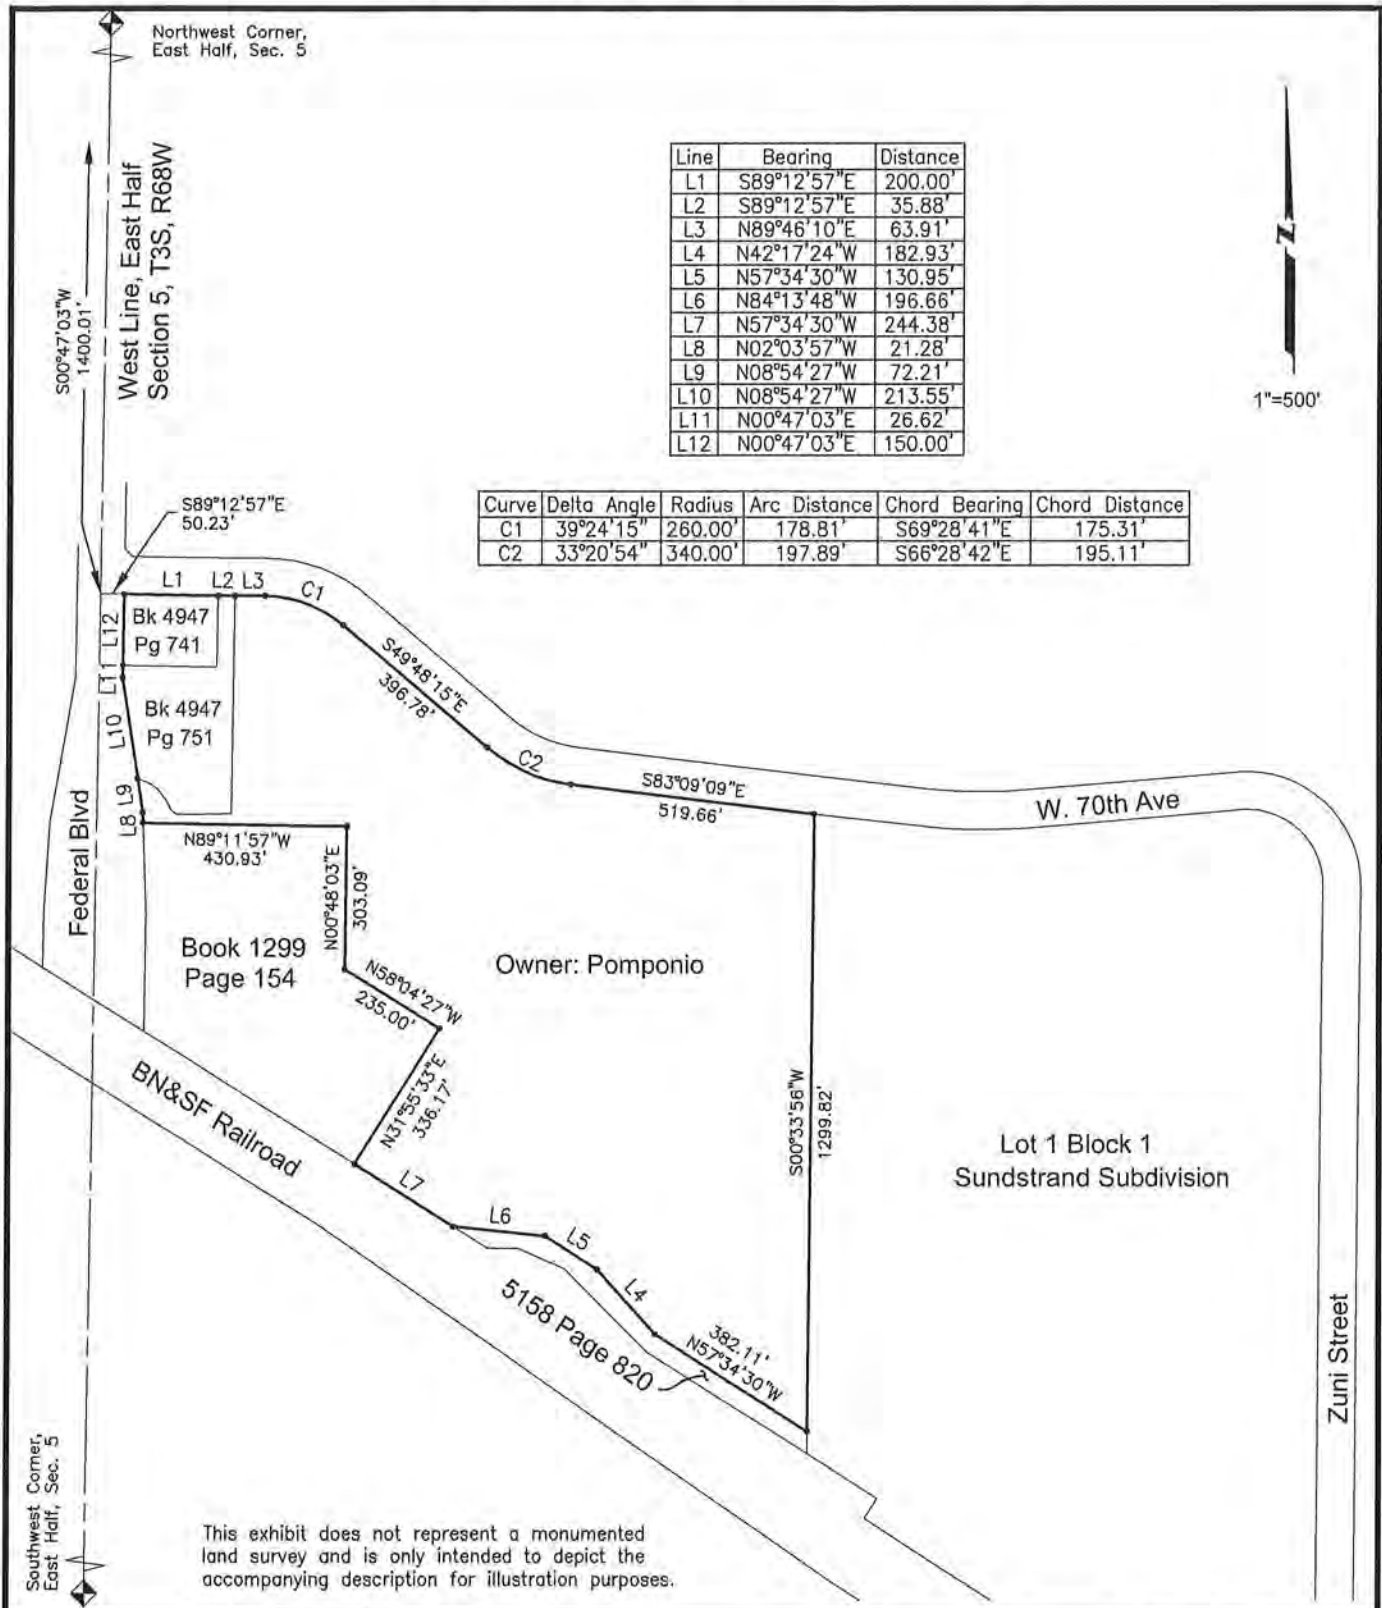 Northwest Corner,
East Half, Sec. 5
S00°47'03"W
1400.01'
West Line, East Half
Section 5, T3S, R68W
Line Bearing Distance
L1 S89°12'57"E 200.00'
L2 S89°12'57"E 35.88'
L3 N89°46'10"E 63.91'
L4 N42°17'24"W 182.93'
L5 N57°34'30"W 130.95'
L6 N84°13'48"W 196.66'
L7 N57°34'30"W 244.38'
L8 N02°03'57"W 21.28'
L9 N08°54'27"W 72.21'
L10 N08°54'27"W 213.55'
L11 N00°47'03"E 26.62'
L12 N00°47'03"E 150.00'
N
1"=500'
Curve Delta Angle Radius Arc Distance Chord Bearing Chord Distance
C1 39°24'15" 260.00' 178.81' S69°28'41"E 175.31'
C2 33°20'54" 340.00' 197.89' S66°28'42"E 195.11'
S89°12'57"E
50.23'
L1 L2 L3 C1
L12
Bk 4947
Pg 741
L11
S49°48'15"E
396.78'
L10
Bk 4947
Pg 751
C2
S83°09'09"E
519.66'
W. 70th Ave
L9
L8
N89°11'57"W
430.93'
Federal Blvd
N00°48'03"E
303.09'
Book 1299
Page 154
Owner: Pomponio
N58°04'27"W
235.00'
N31°55'33"E
336.17'
BN&SF Railroad
S00°33'56"W
1299.82'
Lot 1 Block 1
Sundstrand Subdivision
L7
L6
L5
L4
5158 Page 820
382.11'
N57°34'30"W
Zuni Street
Southwest Corner,
East Half, Sec. 5
This exhibit does not represent a monumented
land survey and is only intended to depict the
accompanying description for illustration purposes.